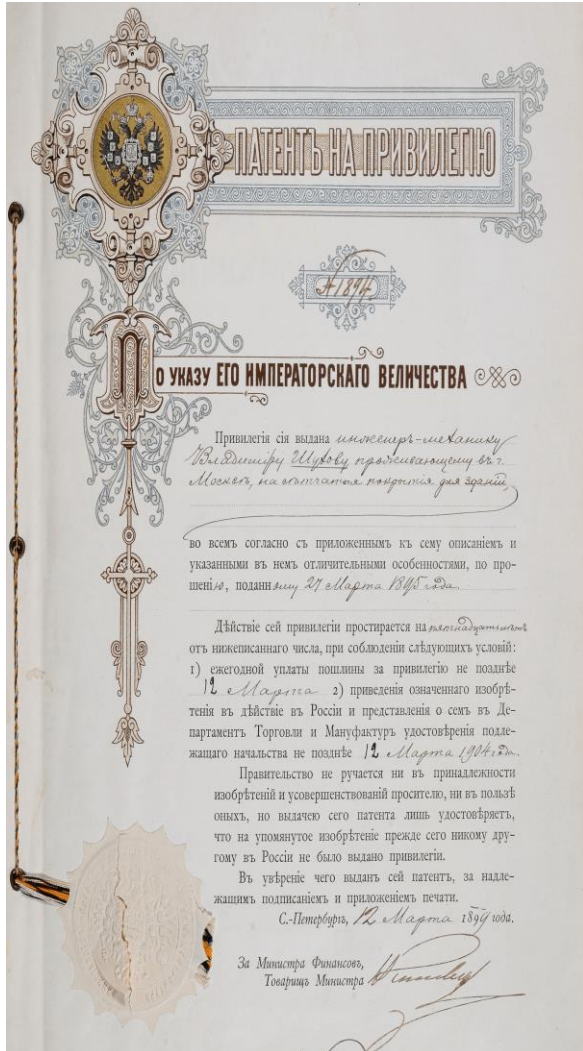 ПАТЕНТЪ НА ПРИВИЛЕГІЮ
№ 1894
ПО УКАЗУ ЕГО ИМПЕРАТОРСКАГО ВЕЛИЧЕСТВА
Привилегія сія выдана инженеръ-механику
Владиміру Шухову, проживающему въ г.
Москвѣ, на сѣтчатыя покрытія для зданій,
во всемъ согласно съ приложеннымъ къ сему описаніемъ и
указанными въ немъ отличительными особенностями, по про-
шенію, поданному 27 Марта 1895 года.
Дѣйствіе сей привилегіи простирается на пятнадцать лѣтъ
отъ нижеписаннаго числа, при соблюденіи слѣдующихъ условій:
1) ежегодной уплаты пошлины за привилегію не позднѣе
12 Марта 2) приведенія означеннаго изобрѣ-
тенія въ дѣйствіе въ Россіи и представленія о семъ въ Де-
партаментъ Торговли и Мануфактуръ удостовѣренія подле-
жащаго начальства не позднѣе 12 Марта 1904 года.
Правительство не ручается ни въ принадлежности
изобрѣтеній и усовершенствованій просителю, ни въ пользѣ
оныхъ, но выдачею сего патента лишь удостовѣряетъ,
что на упомянутое изобрѣтеніе прежде сего никому дру-
гому въ Россіи не было выдано привилегіи.
Въ увѣреніе чего выданъ сей патентъ, за надле-
жащимъ подписаніемъ и приложеніемъ печати.
С.-Петербургъ, 12 Марта 1899 года.
За Министра Финансовъ,
Товарищъ Министра